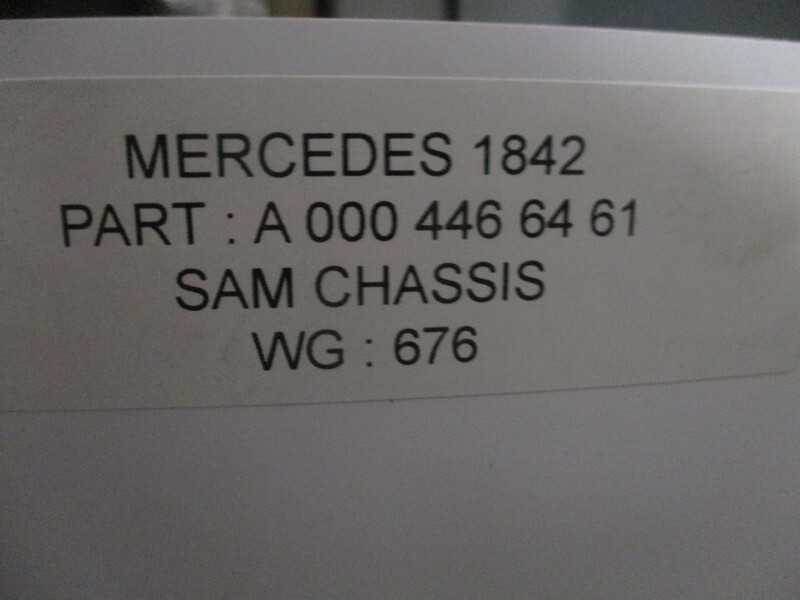 MERCEDES 1842
PART : A 000 446 64 61
SAM CHASSIS
WG : 676